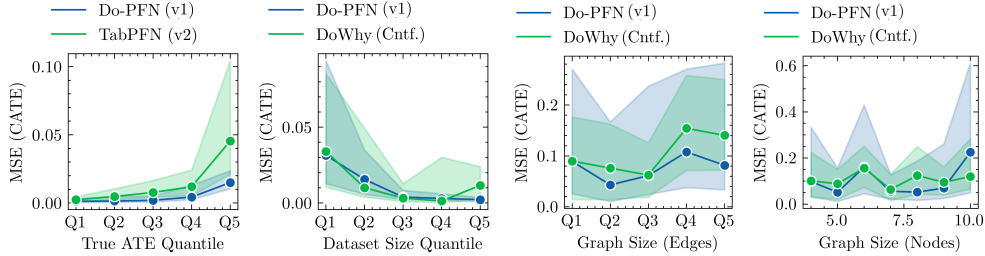 Do-PFN (v1)
TabPFN (v2)
MSE (CATE)
0.10
0.05
0.00
Q1 Q2 Q3 Q4 Q5
True ATE Quantile
Do-PFN (v1)
DoWhy (Cntf.)
MSE (CATE)
0.05
0.00
Q1 Q2 Q3 Q4 Q5
Dataset Size Quantile
Do-PFN (v1)
DoWhy (Cntf.)
MSE (CATE)
0.2
0.1
0.0
Q1 Q2 Q3 Q4 Q5
Graph Size (Edges)
Do-PFN (v1)
DoWhy (Cntf.)
MSE (CATE)
0.6
0.4
0.2
0.0
5.0 7.5 10.0
Graph Size (Nodes)